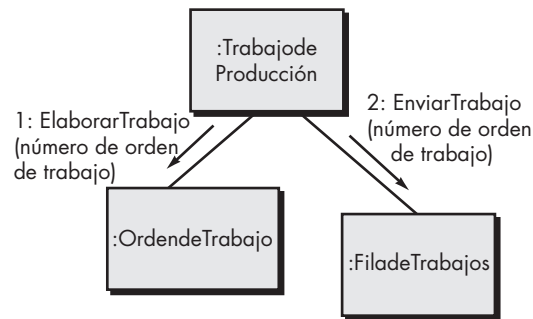 :Trabajode
Producción
1: ElaborarTrabajo
(número de orden
de trabajo)
2: EnviarTrabajo
(número de orden
de trabajo)
:OrdendeTrabajo
:FiladeTrabajos